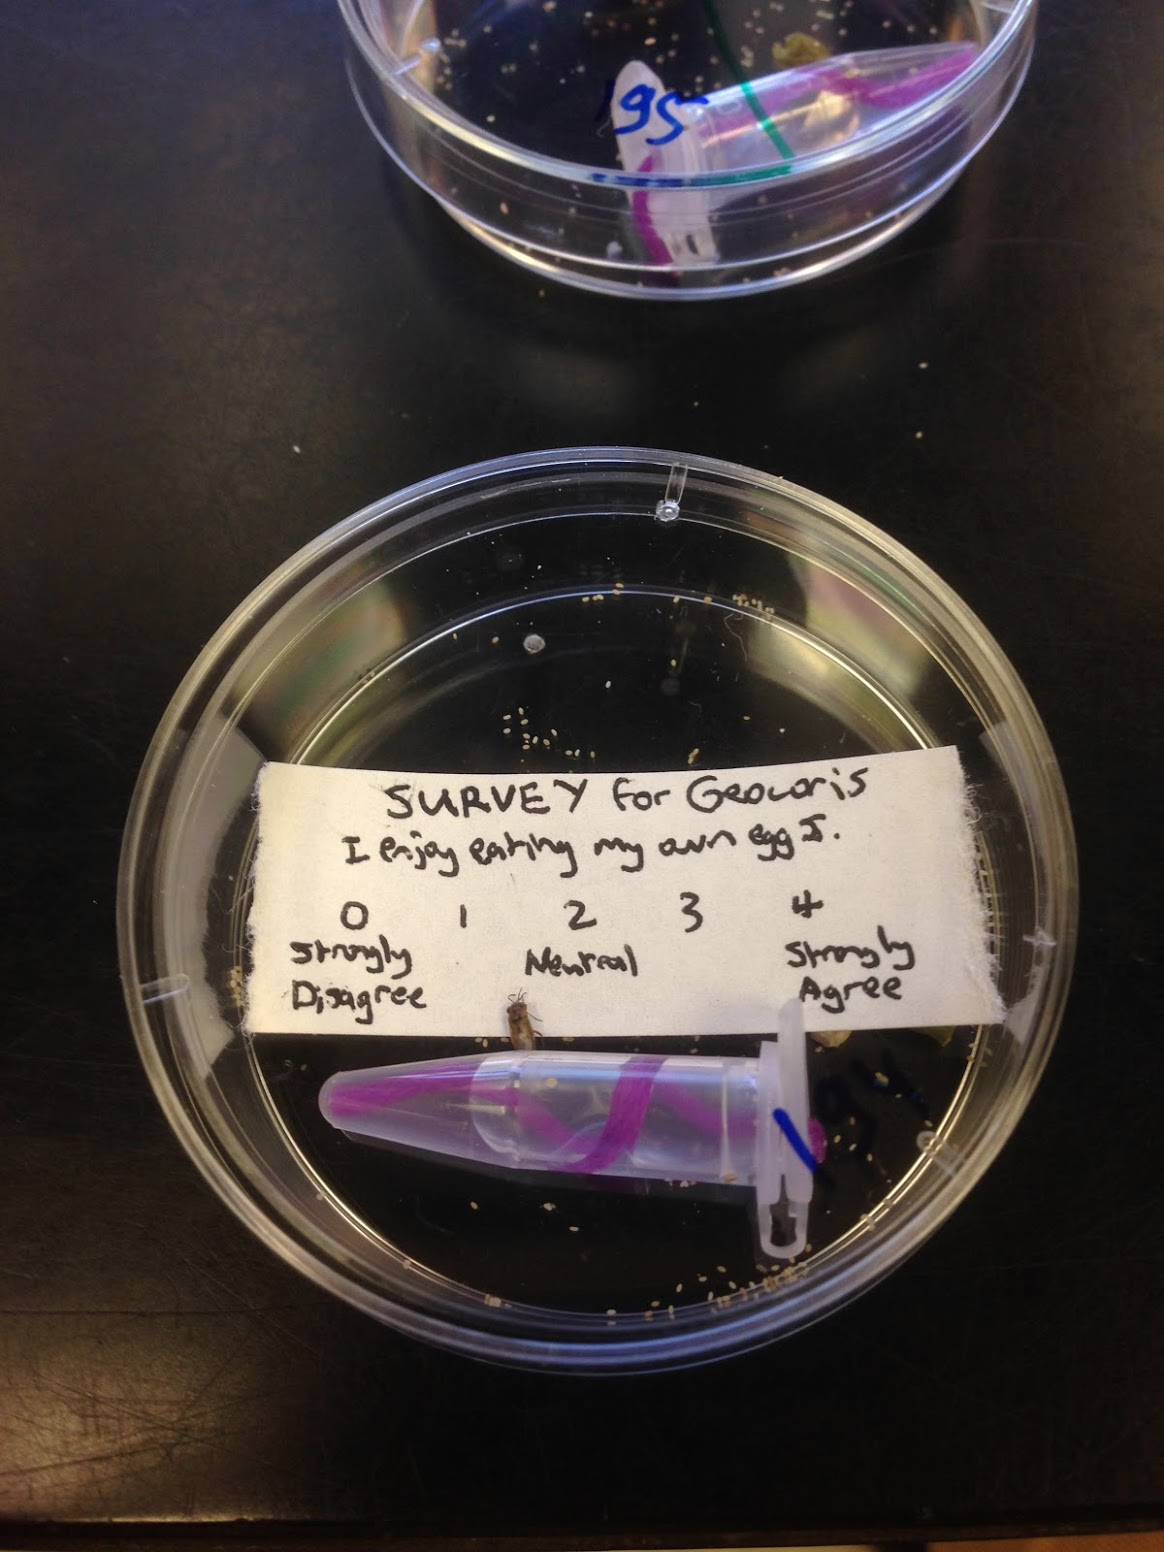 195
SURVEY for Geocoris
I enjoy eating my own eggs.
0 1 2 3 4
Strongly Disagree
Neutral
Strongly Agree
194